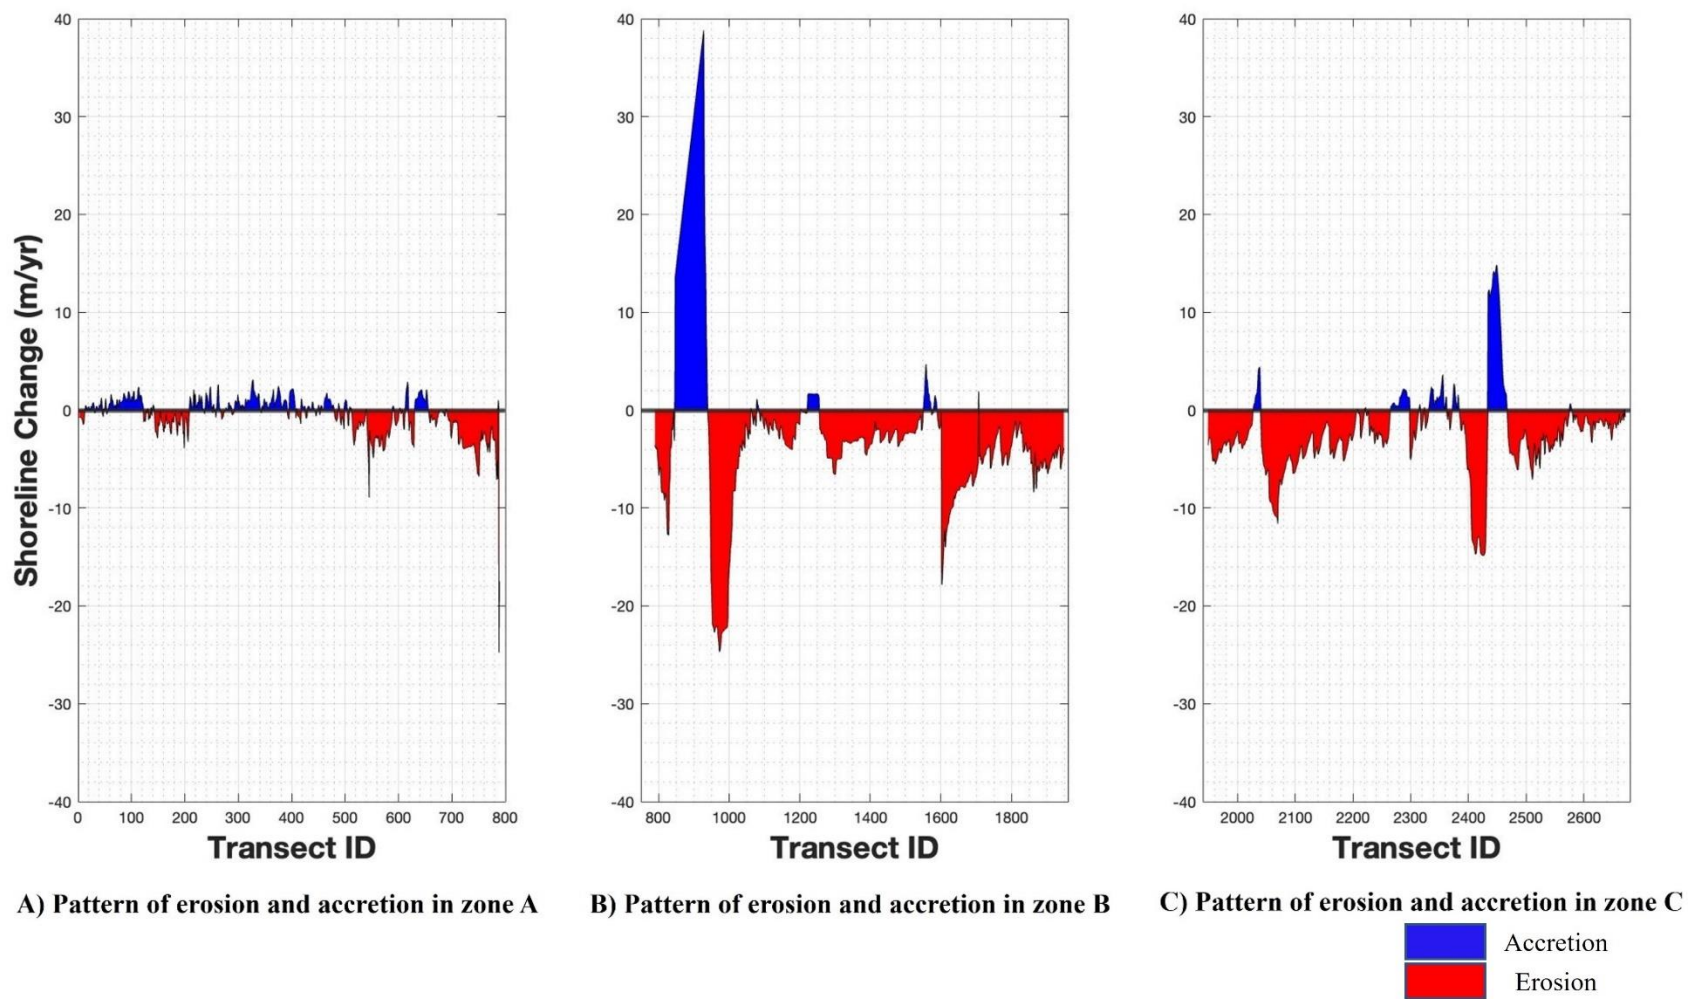 Shoreline Change (m/yr)
40
30
20
10
0
-10
-20
-30
-40
0 100 200 300 400 500 600 700 800
Transect ID
40
30
20
10
0
-10
-20
-30
-40
800 1000 1200 1400 1600 1800
Transect ID
40
30
20
10
0
-10
-20
-30
-40
2000 2100 2200 2300 2400 2500 2600
Transect ID
A) Pattern of erosion and accretion in zone A
B) Pattern of erosion and accretion in zone B
C) Pattern of erosion and accretion in zone C
Accretion
Erosion